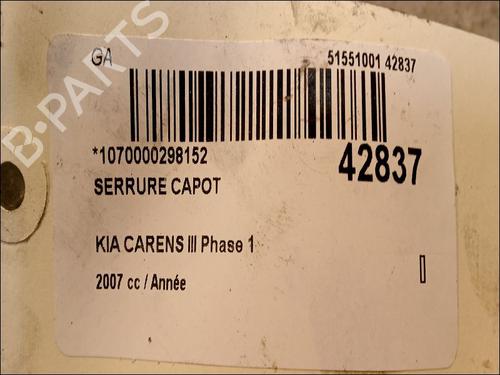 GA
51551001 42837
*1070000298152
42837
SERRURE CAPOT
KIA CARENS III Phase 1
2007 cc / Année
B-PARTS